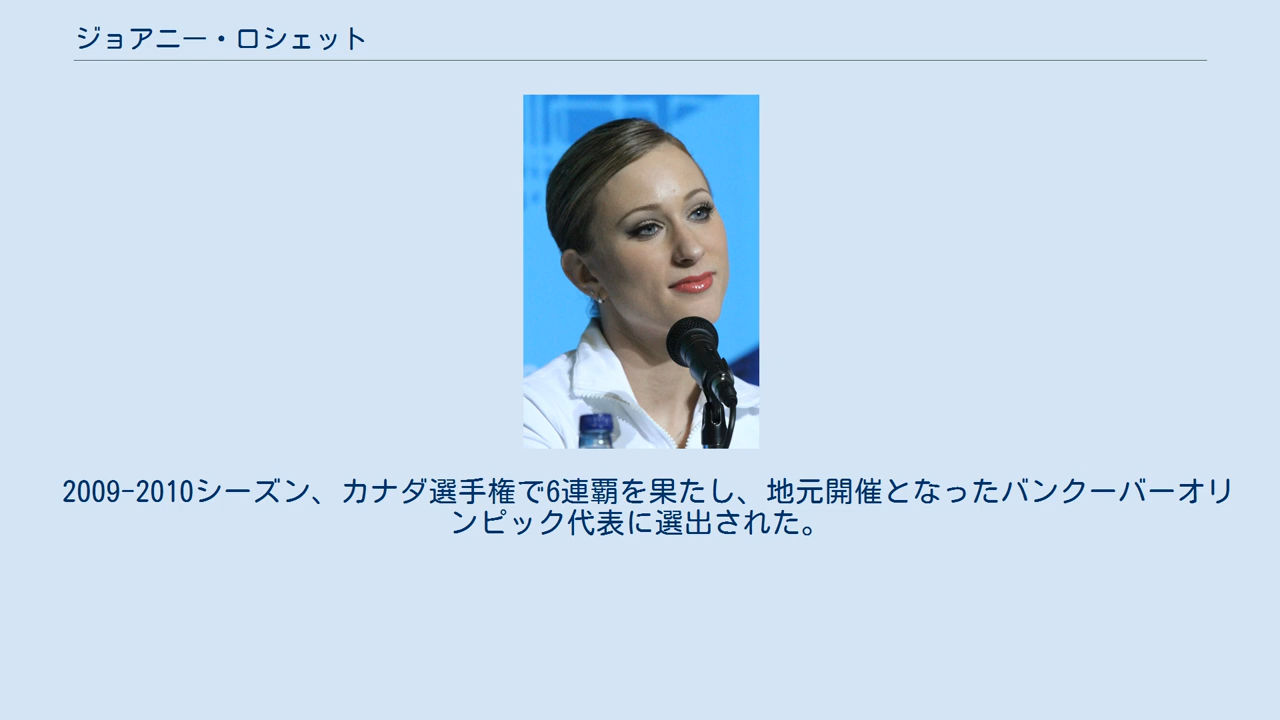 ジョアニー・ロシェット
2009-2010シーズン、カナダ選手権で6連覇を果たし、地元開催となったバンクーバーオリ
ンピック代表に選出された。